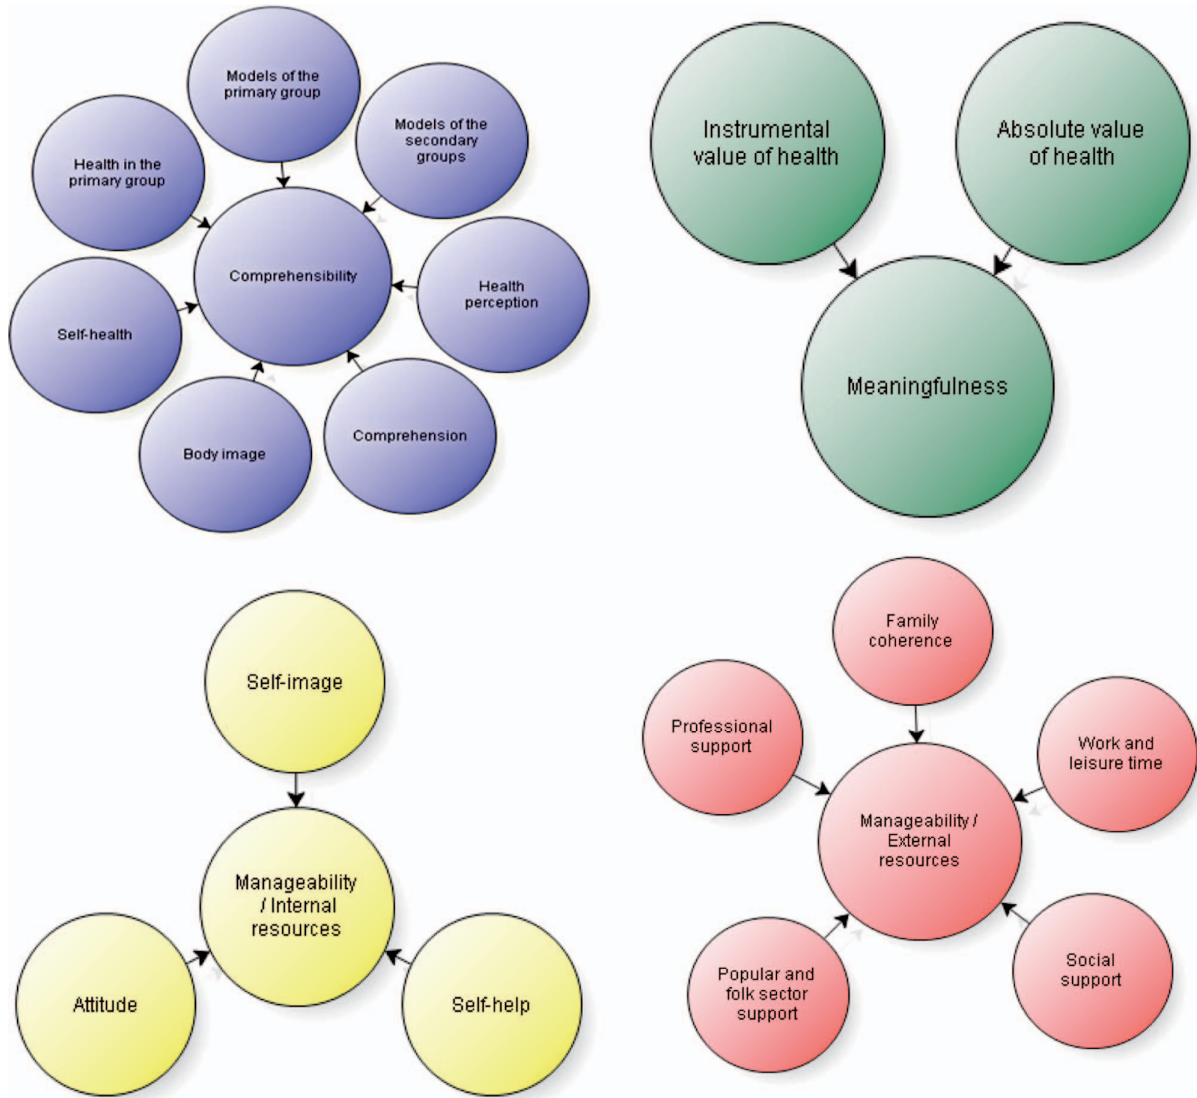 Models of the
primary group
Models of the
secondary groups
Health in the
primary group
Comprehensibility
Health
perception
Self-health
Comprehension
Body image
Instrumental
value of health
Absolute value
of health
Meaningfulness
Self-image
Manageability
/ Internal
resources
Attitude
Self-help
Family
coherence
Professional
support
Work and
leisure time
Manageability /
External
resources
Popular and
folk sector
support
Social
support